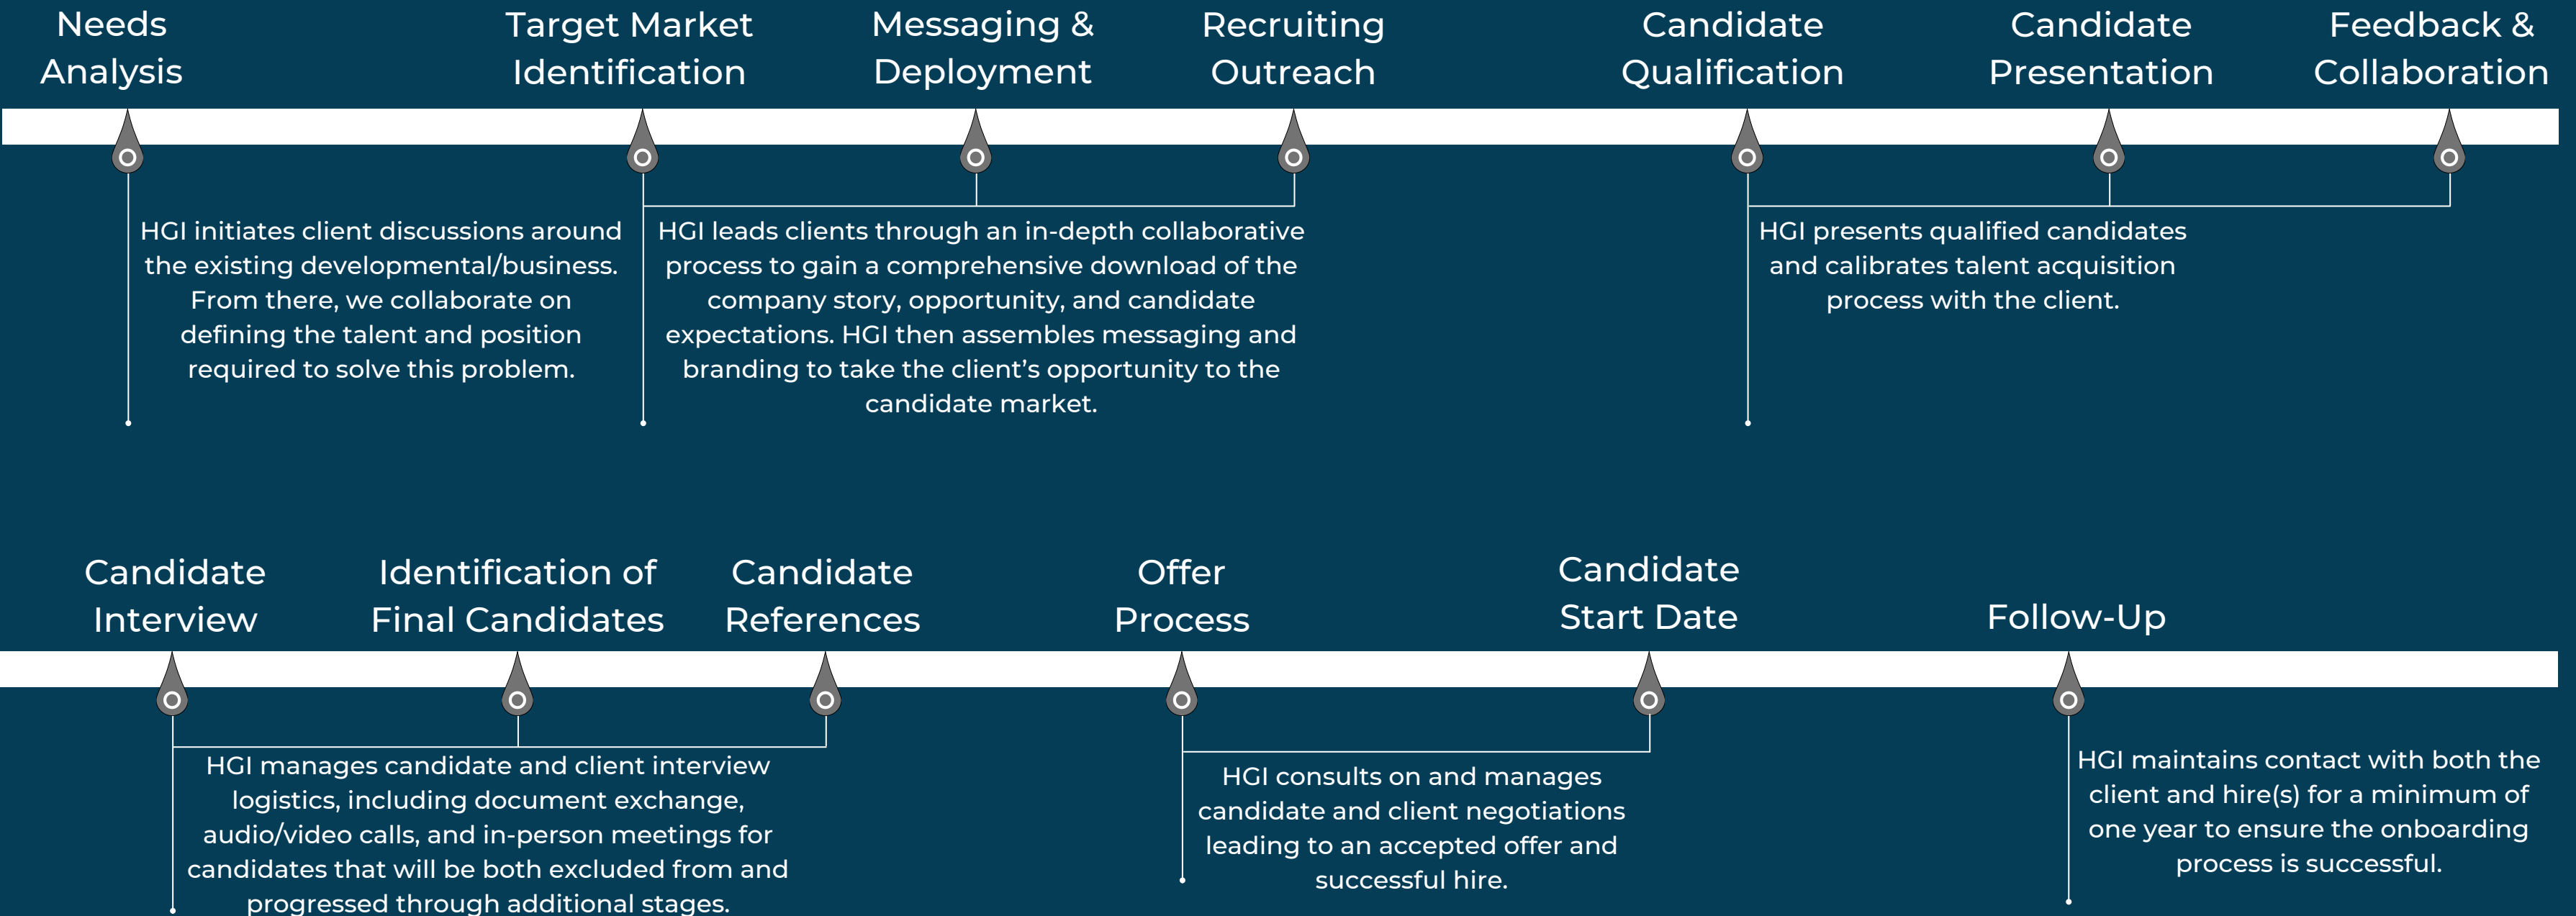 Needs
Analysis
Target Market
Identification
Messaging &
Deployment
Recruiting
Outreach
Candidate
Qualification
Candidate
Presentation
Feedback &
Collaboration
HGI initiates client discussions around
the existing developmental/business.
From there, we collaborate on
defining the talent and position
required to solve this problem.
HGI leads clients through an in-depth collaborative
process to gain a comprehensive download of the
company story, opportunity, and candidate
expectations. HGI then assembles messaging and
branding to take the client’s opportunity to the
candidate market.
HGI presents qualified candidates
and calibrates talent acquisition
process with the client.
Candidate
Interview
Identification of
Final Candidates
Candidate
References
Offer
Process
Candidate
Start Date
Follow-Up
HGI manages candidate and client interview
logistics, including document exchange,
audio/video calls, and in-person meetings for
candidates that will be both excluded from and
progressed through additional stages.
HGI consults on and manages
candidate and client negotiations
leading to an accepted offer and
successful hire.
HGI maintains contact with both the
client and hire(s) for a minimum of
one year to ensure the onboarding
process is successful.